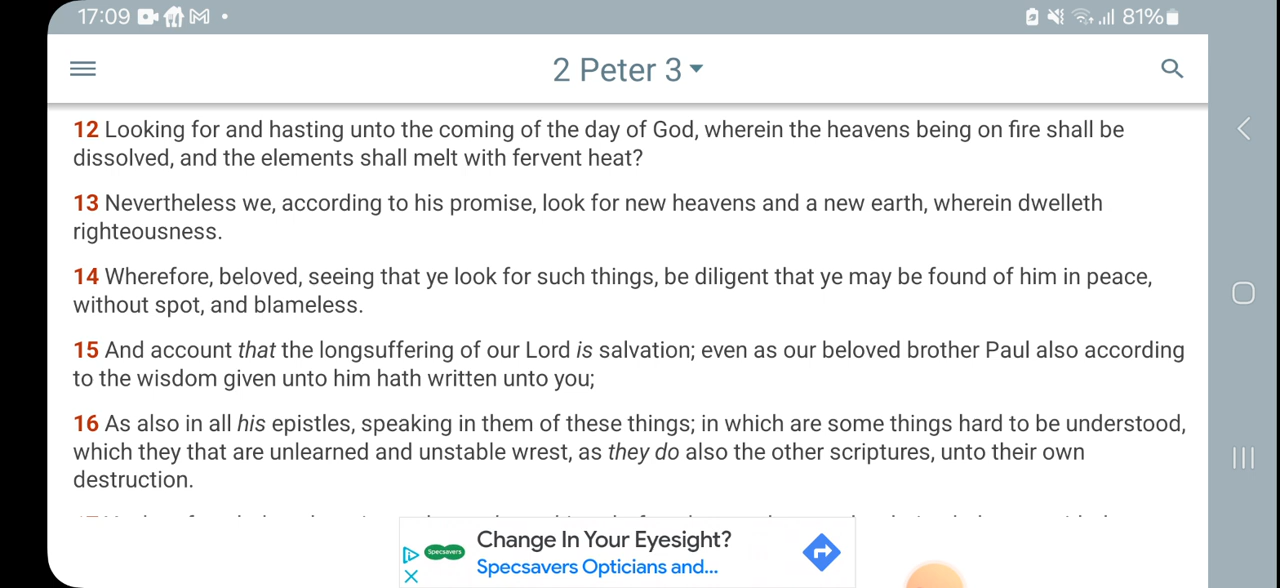 17:09
81%
2 Peter 3
12 Looking for and hasting unto the coming of the day of God, wherein the heavens being on fire shall be
dissolved, and the elements shall melt with fervent heat?
13 Nevertheless we, according to his promise, look for new heavens and a new earth, wherein dwelleth
righteousness.
14 Wherefore, beloved, seeing that ye look for such things, be diligent that ye may be found of him in peace,
without spot, and blameless.
15 And account that the longsuffering of our Lord is salvation; even as our beloved brother Paul also according
to the wisdom given unto him hath written unto you;
16 As also in all his epistles, speaking in them of these things; in which are some things hard to be understood,
which they that are unlearned and unstable wrest, as they do also the other scriptures, unto their own
destruction.
Specsavers
Change In Your Eyesight?
Specsavers Opticians and...